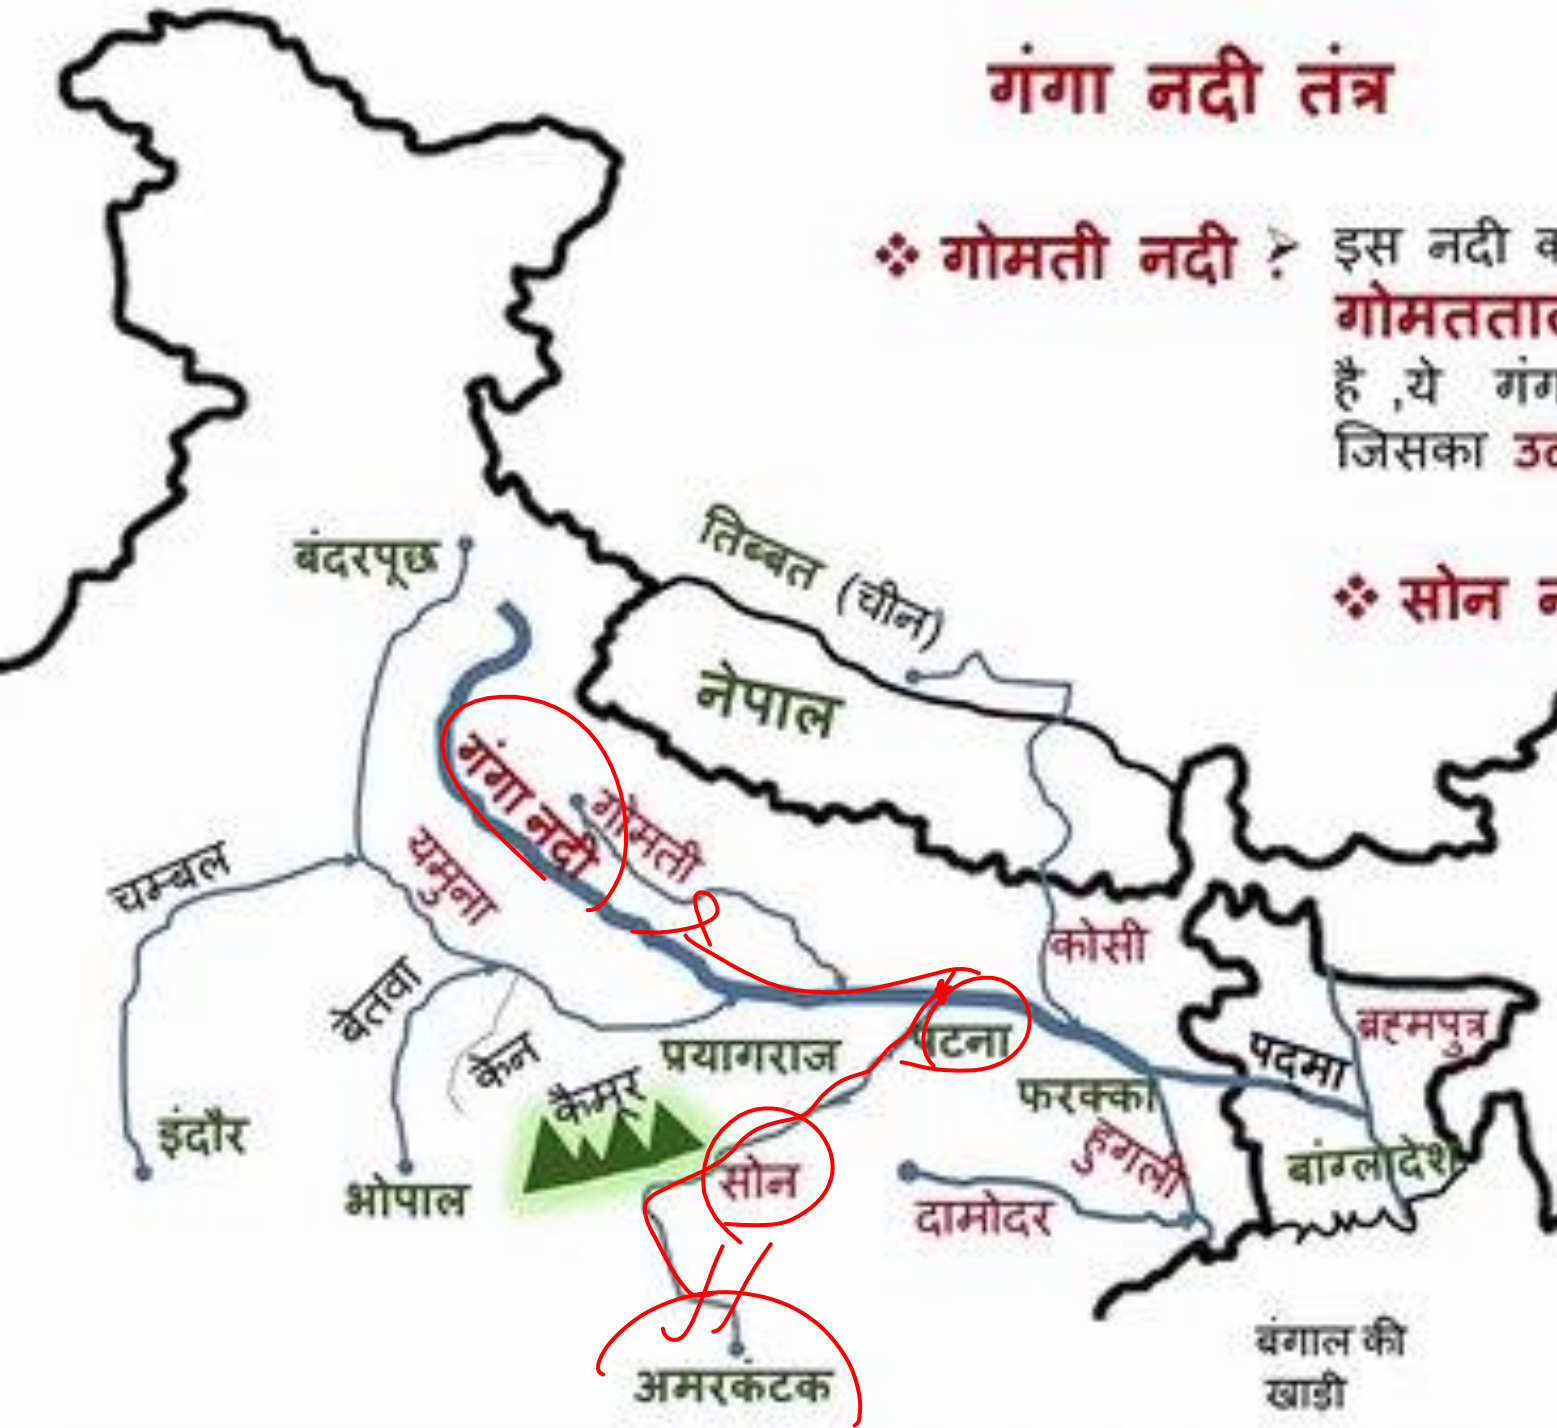 गंगा नदी तंत्र
❖ गोमती नदी :
➢ इस नदी
गोमतता
है ,ये गंग
जिसका
❖ सोन
तिब्बत (चीन)
बंदरपूछ
नेपाल
गंगा नदी
गोमती
यमुना
चम्बल
कोसी
बेतवा
केन
प्रयागराज
पटना
पदमा
ब्रह्मपुत्र
कैमूर
फरक्का
इंदौर
भोपाल
सोन
हुगली
बांग्लादेश
दामोदर
अमरकंटक
बंगाल की
खाड़ी